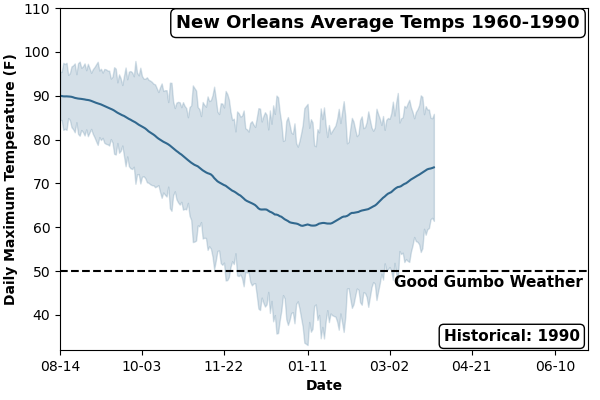 New Orleans Average Temps 1960-1990
Daily Maximum Temperature (F)
110
100
90
80
70
60
50
40
Good Gumbo Weather
Historical: 1990
08-14 10-03 11-22 01-11 03-02 04-21 06-10
Date